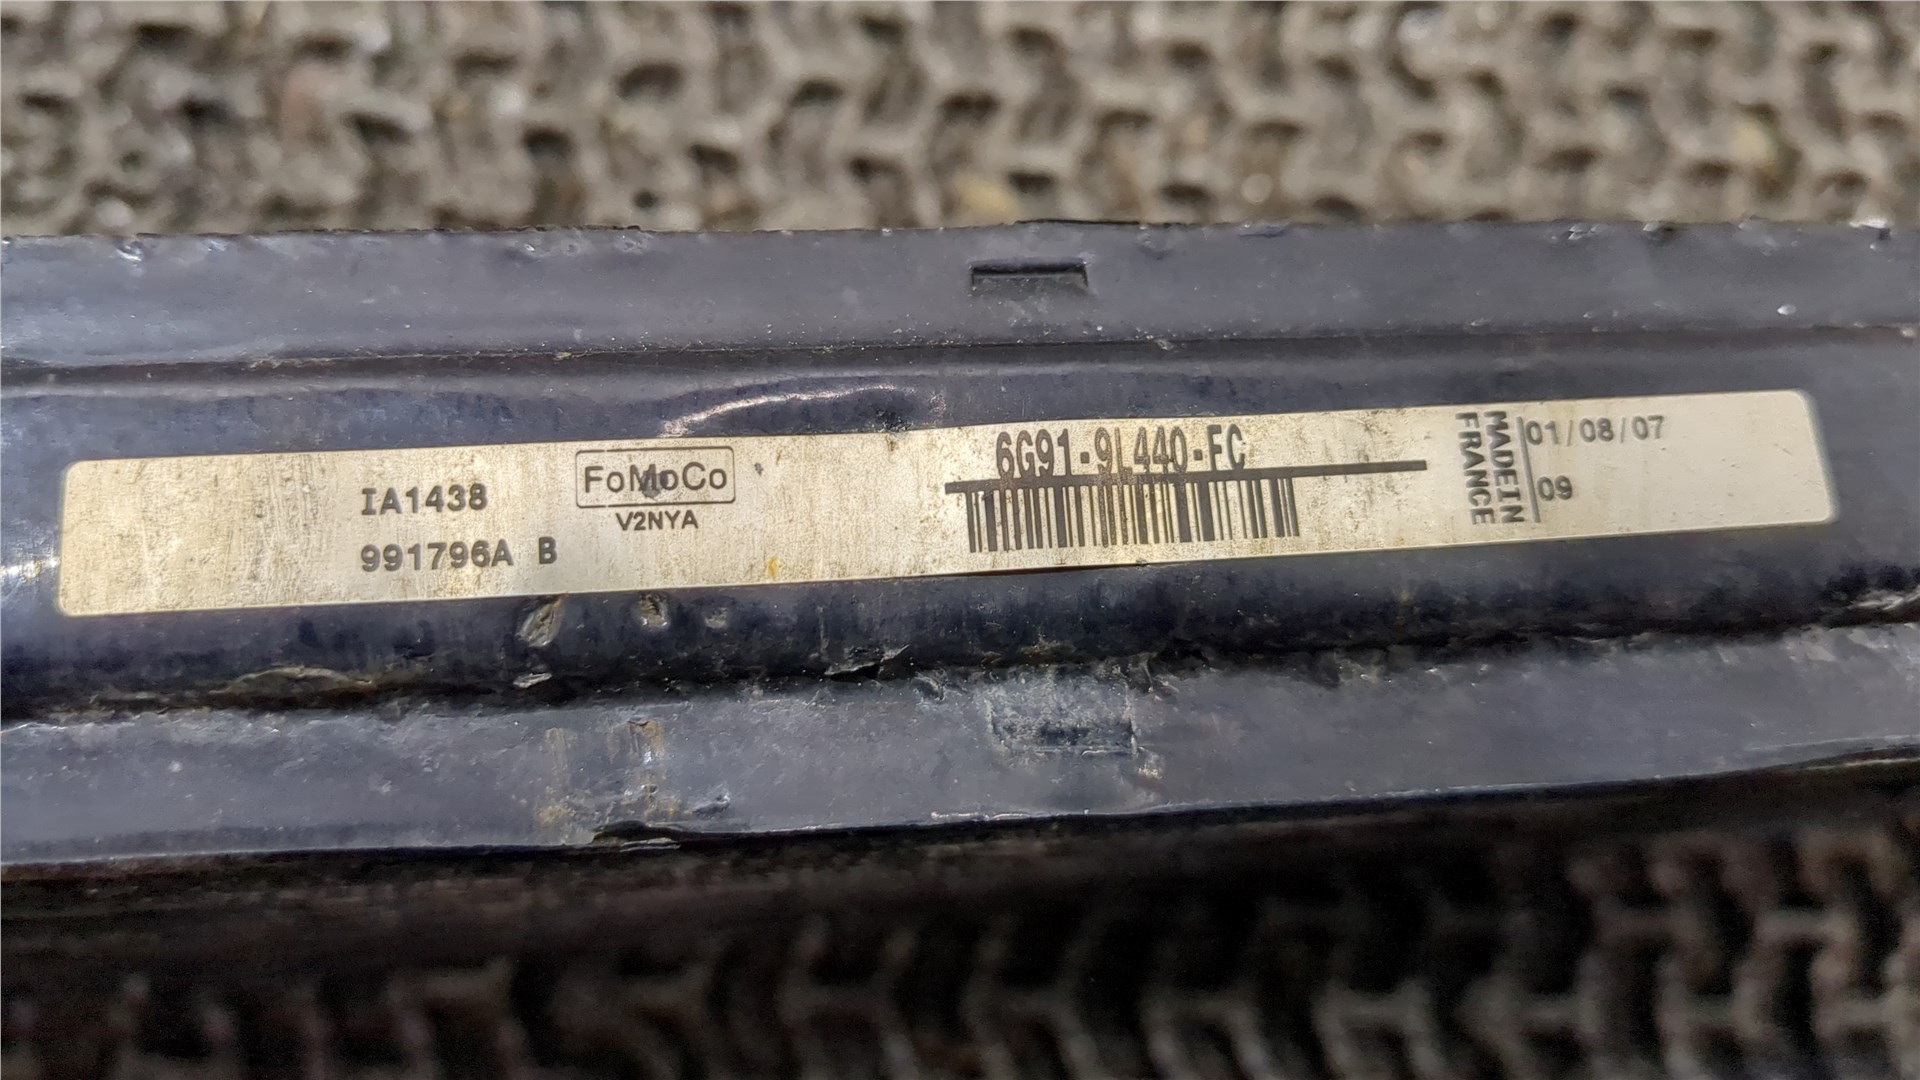 IA1438
991796A B
FoMoCo
V2NYA
6G91-9L440-FC
MADE IN
FRANCE
01/08/07
09